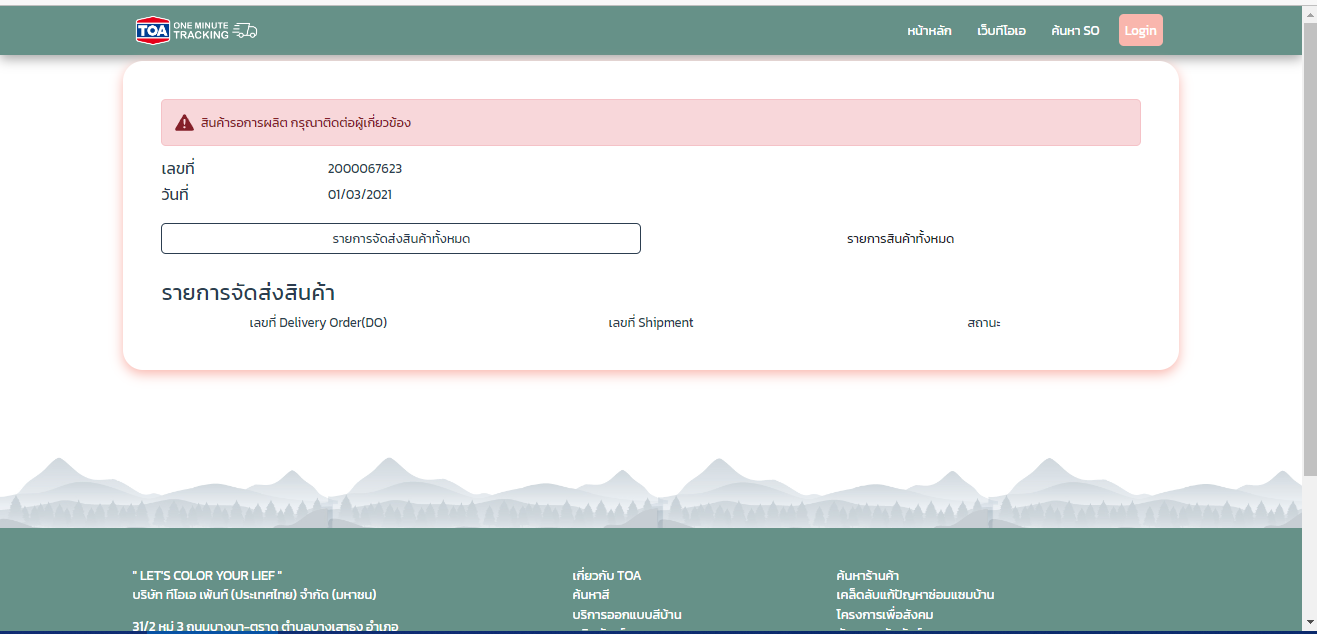 TOA ONE MINUTE TRACKING
หน้าหลัก เว็บทีโอเอ ค้นหา SO Login
สินค้ารอการผลิต กรุณาติดต่อผู้เกี่ยวข้อง
เลขที่ 2000067623
วันที่ 01/03/2021
รายการจัดส่งสินค้าทั้งหมด รายการสินค้าทั้งหมด
รายการจัดส่งสินค้า
เลขที่ Delivery Order(DO) เลขที่ Shipment สถานะ
" LET'S COLOR YOUR LIEF " เกี่ยวกับ TOA ค้นหาร้านค้า
บริษัท ทีโอเอ เพ้นท์ (ประเทศไทย) จำกัด (มหาชน) ค้นหาสี เคล็ดลับแก้ปัญหาซ่อมแซมบ้าน
บริการออกแบบสีบ้าน โครงการเพื่อสังคม
31/2 หมู่ 3 ถนนบางนา-ตราด ตำบลบางเสาธง อำเภอ